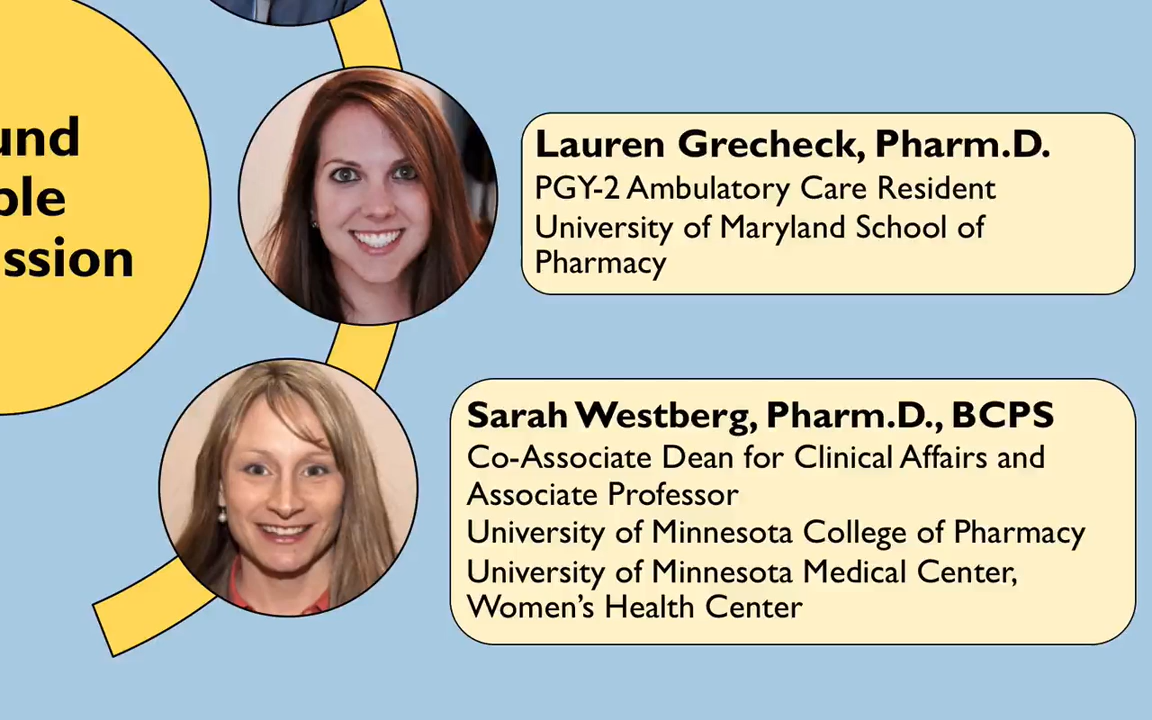 und
ple
ssion
Lauren Grecheck, Pharm.D.
PGY-2 Ambulatory Care Resident
University of Maryland School of
Pharmacy
Sarah Westberg, Pharm.D., BCPS
Co-Associate Dean for Clinical Affairs and
Associate Professor
University of Minnesota College of Pharmacy
University of Minnesota Medical Center,
Women’s Health Center